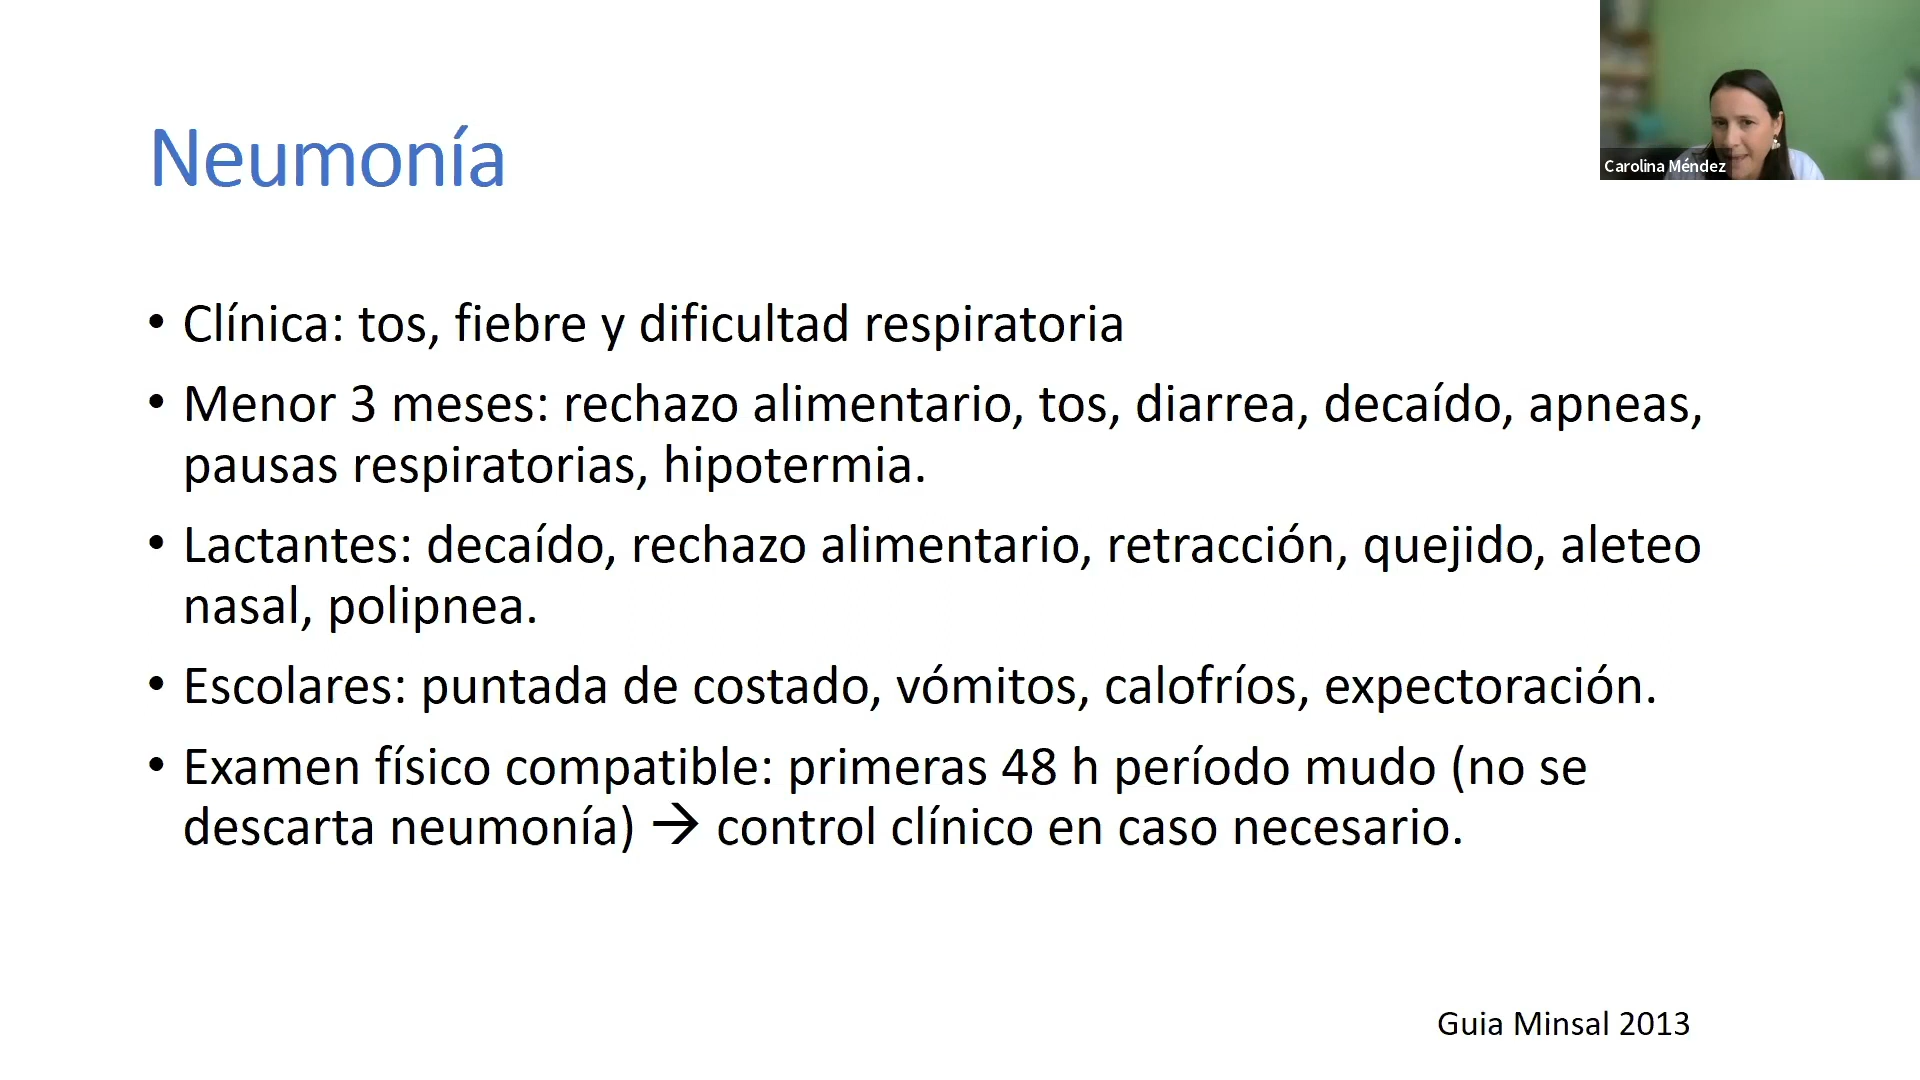 Carolina Méndez
Neumonía
• Clínica: tos, fiebre y dificultad respiratoria
• Menor 3 meses: rechazo alimentario, tos, diarrea, decaído, apneas,
pausas respiratorias, hipotermia.
• Lactantes: decaído, rechazo alimentario, retracción, quejido, aleteo
nasal, polipnea.
• Escolares: puntada de costado, vómitos, calofríos, expectoración.
• Examen físico compatible: primeras 48 h período mudo (no se
descarta neumonía) → control clínico en caso necesario.
Guia Minsal 2013